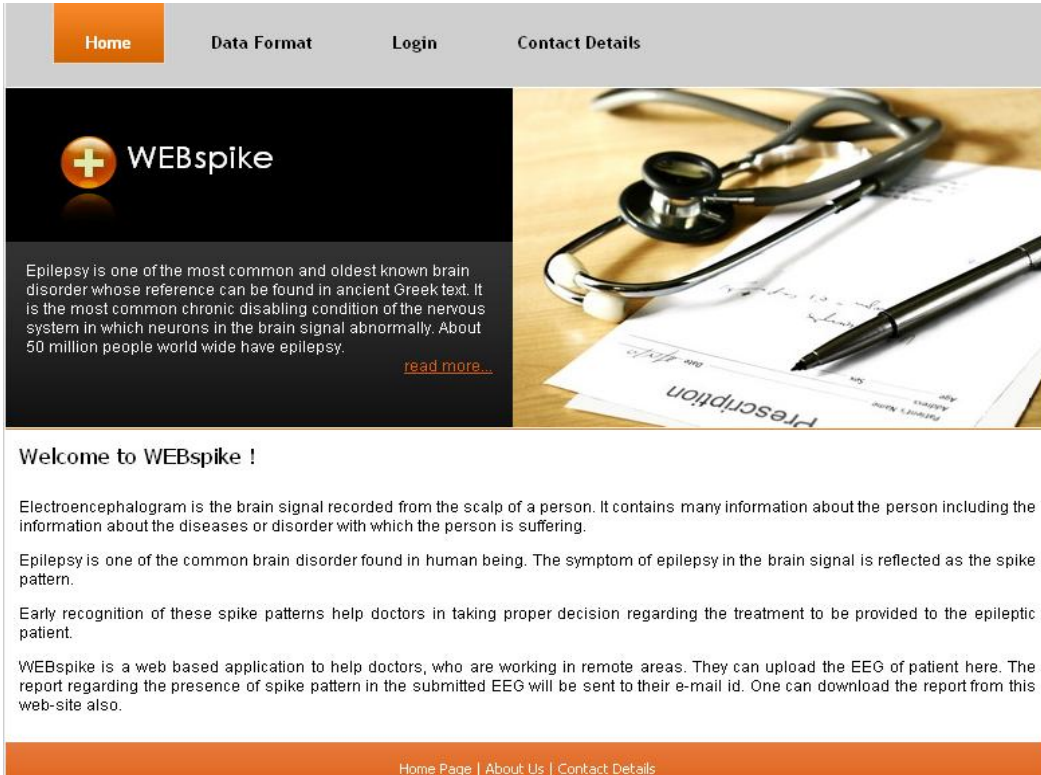 Home Data Format Login Contact Details
WEBspike
Epilepsy is one of the most common and oldest known brain
disorder whose reference can be found in ancient Greek text. It
is the most common chronic disabling condition of the nervous
system in which neurons in the brain signal abnormally. About
50 million people world wide have epilepsy.
read more...
Prescription
Patient's Name
Address
Age
Sex
Date
Welcome to WEBspike !
Electroencephalogram is the brain signal recorded from the scalp of a person. It contains many information about the person including the
information about the diseases or disorder with which the person is suffering.
Epilepsy is one of the common brain disorder found in human being. The symptom of epilepsy in the brain signal is reflected as the spike
pattern.
Early recognition of these spike patterns help doctors in taking proper decision regarding the treatment to be provided to the epileptic
patient.
WEBspike is a web based application to help doctors, who are working in remote areas. They can upload the EEG of patient here. The
report regarding the presence of spike pattern in the submitted EEG will be sent to their e-mail id. One can download the report from this
web-site also.
Home Page | About Us | Contact Details